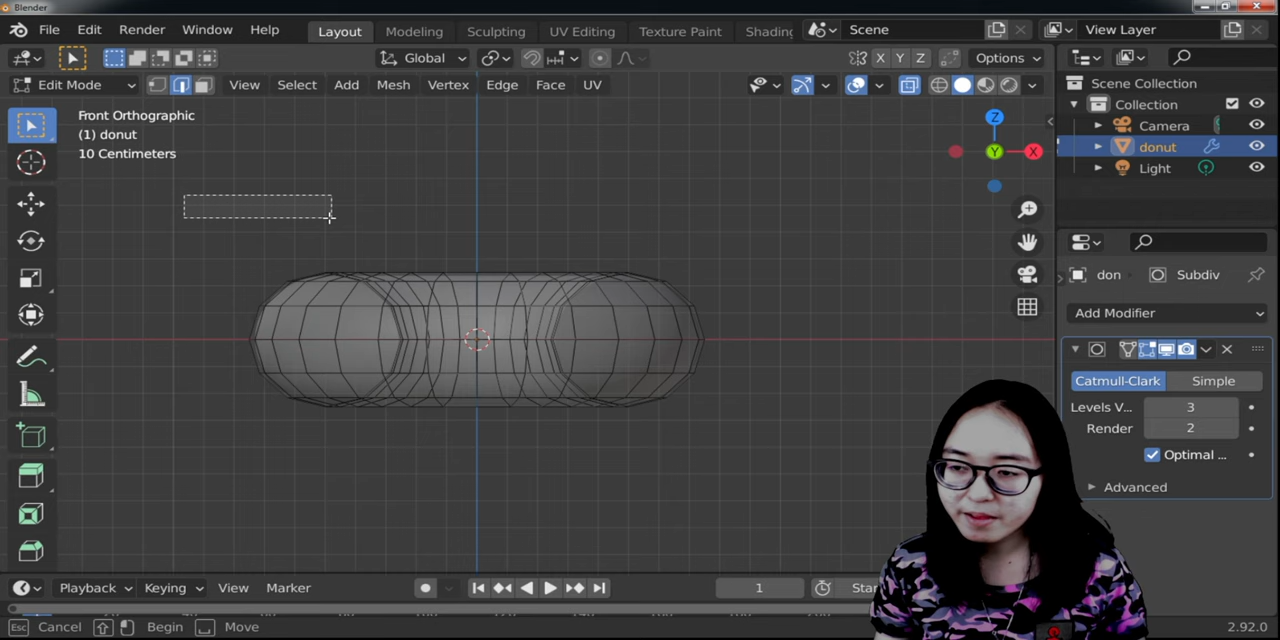 Blender
File Edit Render Window Help Layout Modeling Sculpting UV Editing Texture Paint Shading Scene View Layer
Global X Y Z Options
Edit Mode View Select Add Mesh Vertex Edge Face UV
Scene Collection
Collection
Camera
donut
Light
Front Orthographic
(1) donut
10 Centimeters
Z
Y
X
don Subdiv
Add Modifier
Catmull-Clark Simple
Levels V... 3
Render 2
Optimal ...
Advanced
Playback Keying View Marker 1 Star
Esc Cancel Begin Move 2.92.0